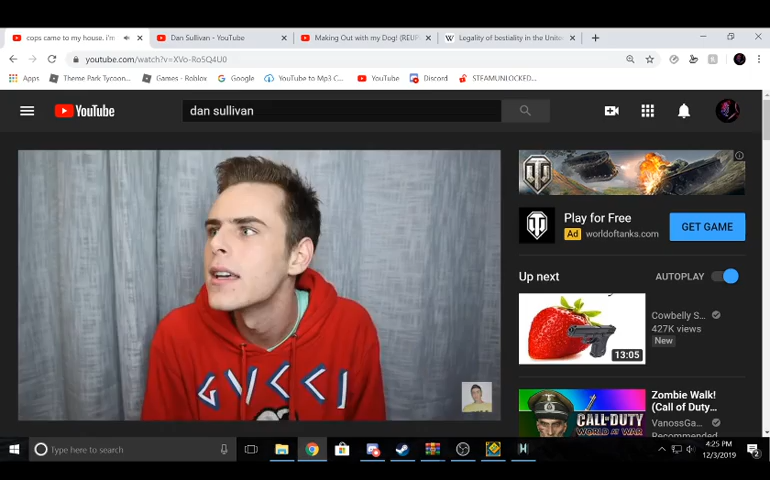 cops came to my house. i'm
Dan Sullivan - YouTube
Making Out with my Dog! (REUP
Legality of bestiality in the Unite
youtube.com/watch?v=XVo-Ro5Q4U0
Apps
Theme Park Tycoon...
Games - Roblox
Google
YouTube to Mp3 C...
YouTube
Discord
STEAMUNLOCKED...
YouTube
dan sullivan
GVCCI
Play for Free
Ad worldoftanks.com
GET GAME
Up next
AUTOPLAY
13:05
Cowbelly S...
427K views
New
CALL OF DUTY
WORLD AT WAR
Zombie Walk!
(Call of Duty...
VanossGa...
Recommended
Type here to search
4:25 PM
12/3/2019
2